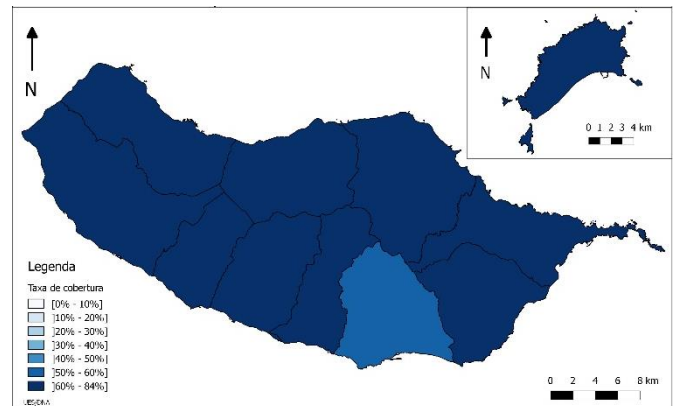 N
N
0 1 2 3 4 km
Legenda
Taxa de cobertura
[0% - 10%]
]10% - 20%]
]20% - 30%]
]30% - 40%]
]40% - 50%]
]50% - 60%]
]60% - 84%]
0 2 4 6 8 km